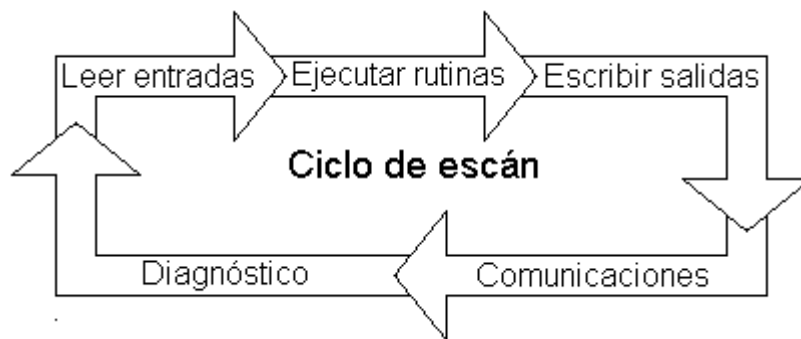 Leer entradas
Ejecutar rutinas
Escribir salidas
Ciclo de escán
Diagnóstico
Comunicaciones